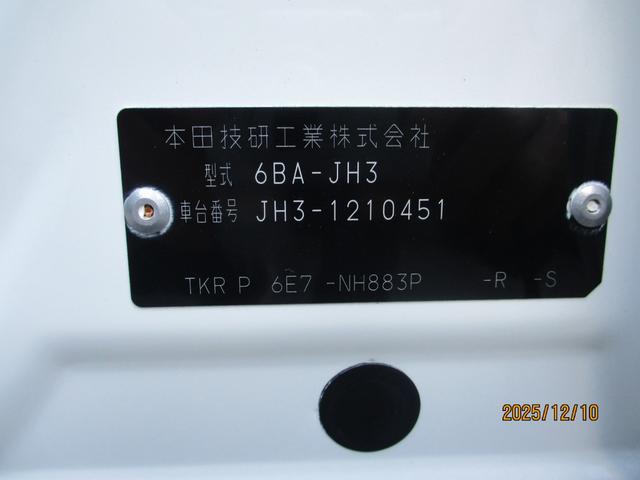 本田技研工業株式会社
型式 6BA-JH3
車台番号 JH3-1210451
TKR P 6E7 -NH883P -R -S
2025/12/10